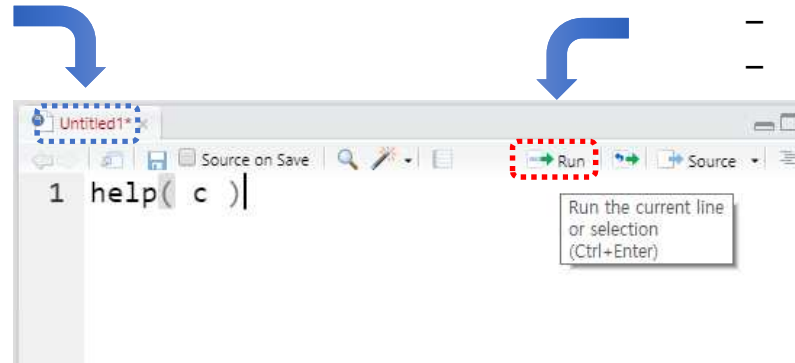 –
–
Untitled1* ×
Source on Save Run Source
1 help( c )
Run the current line
or selection
(Ctrl+Enter)